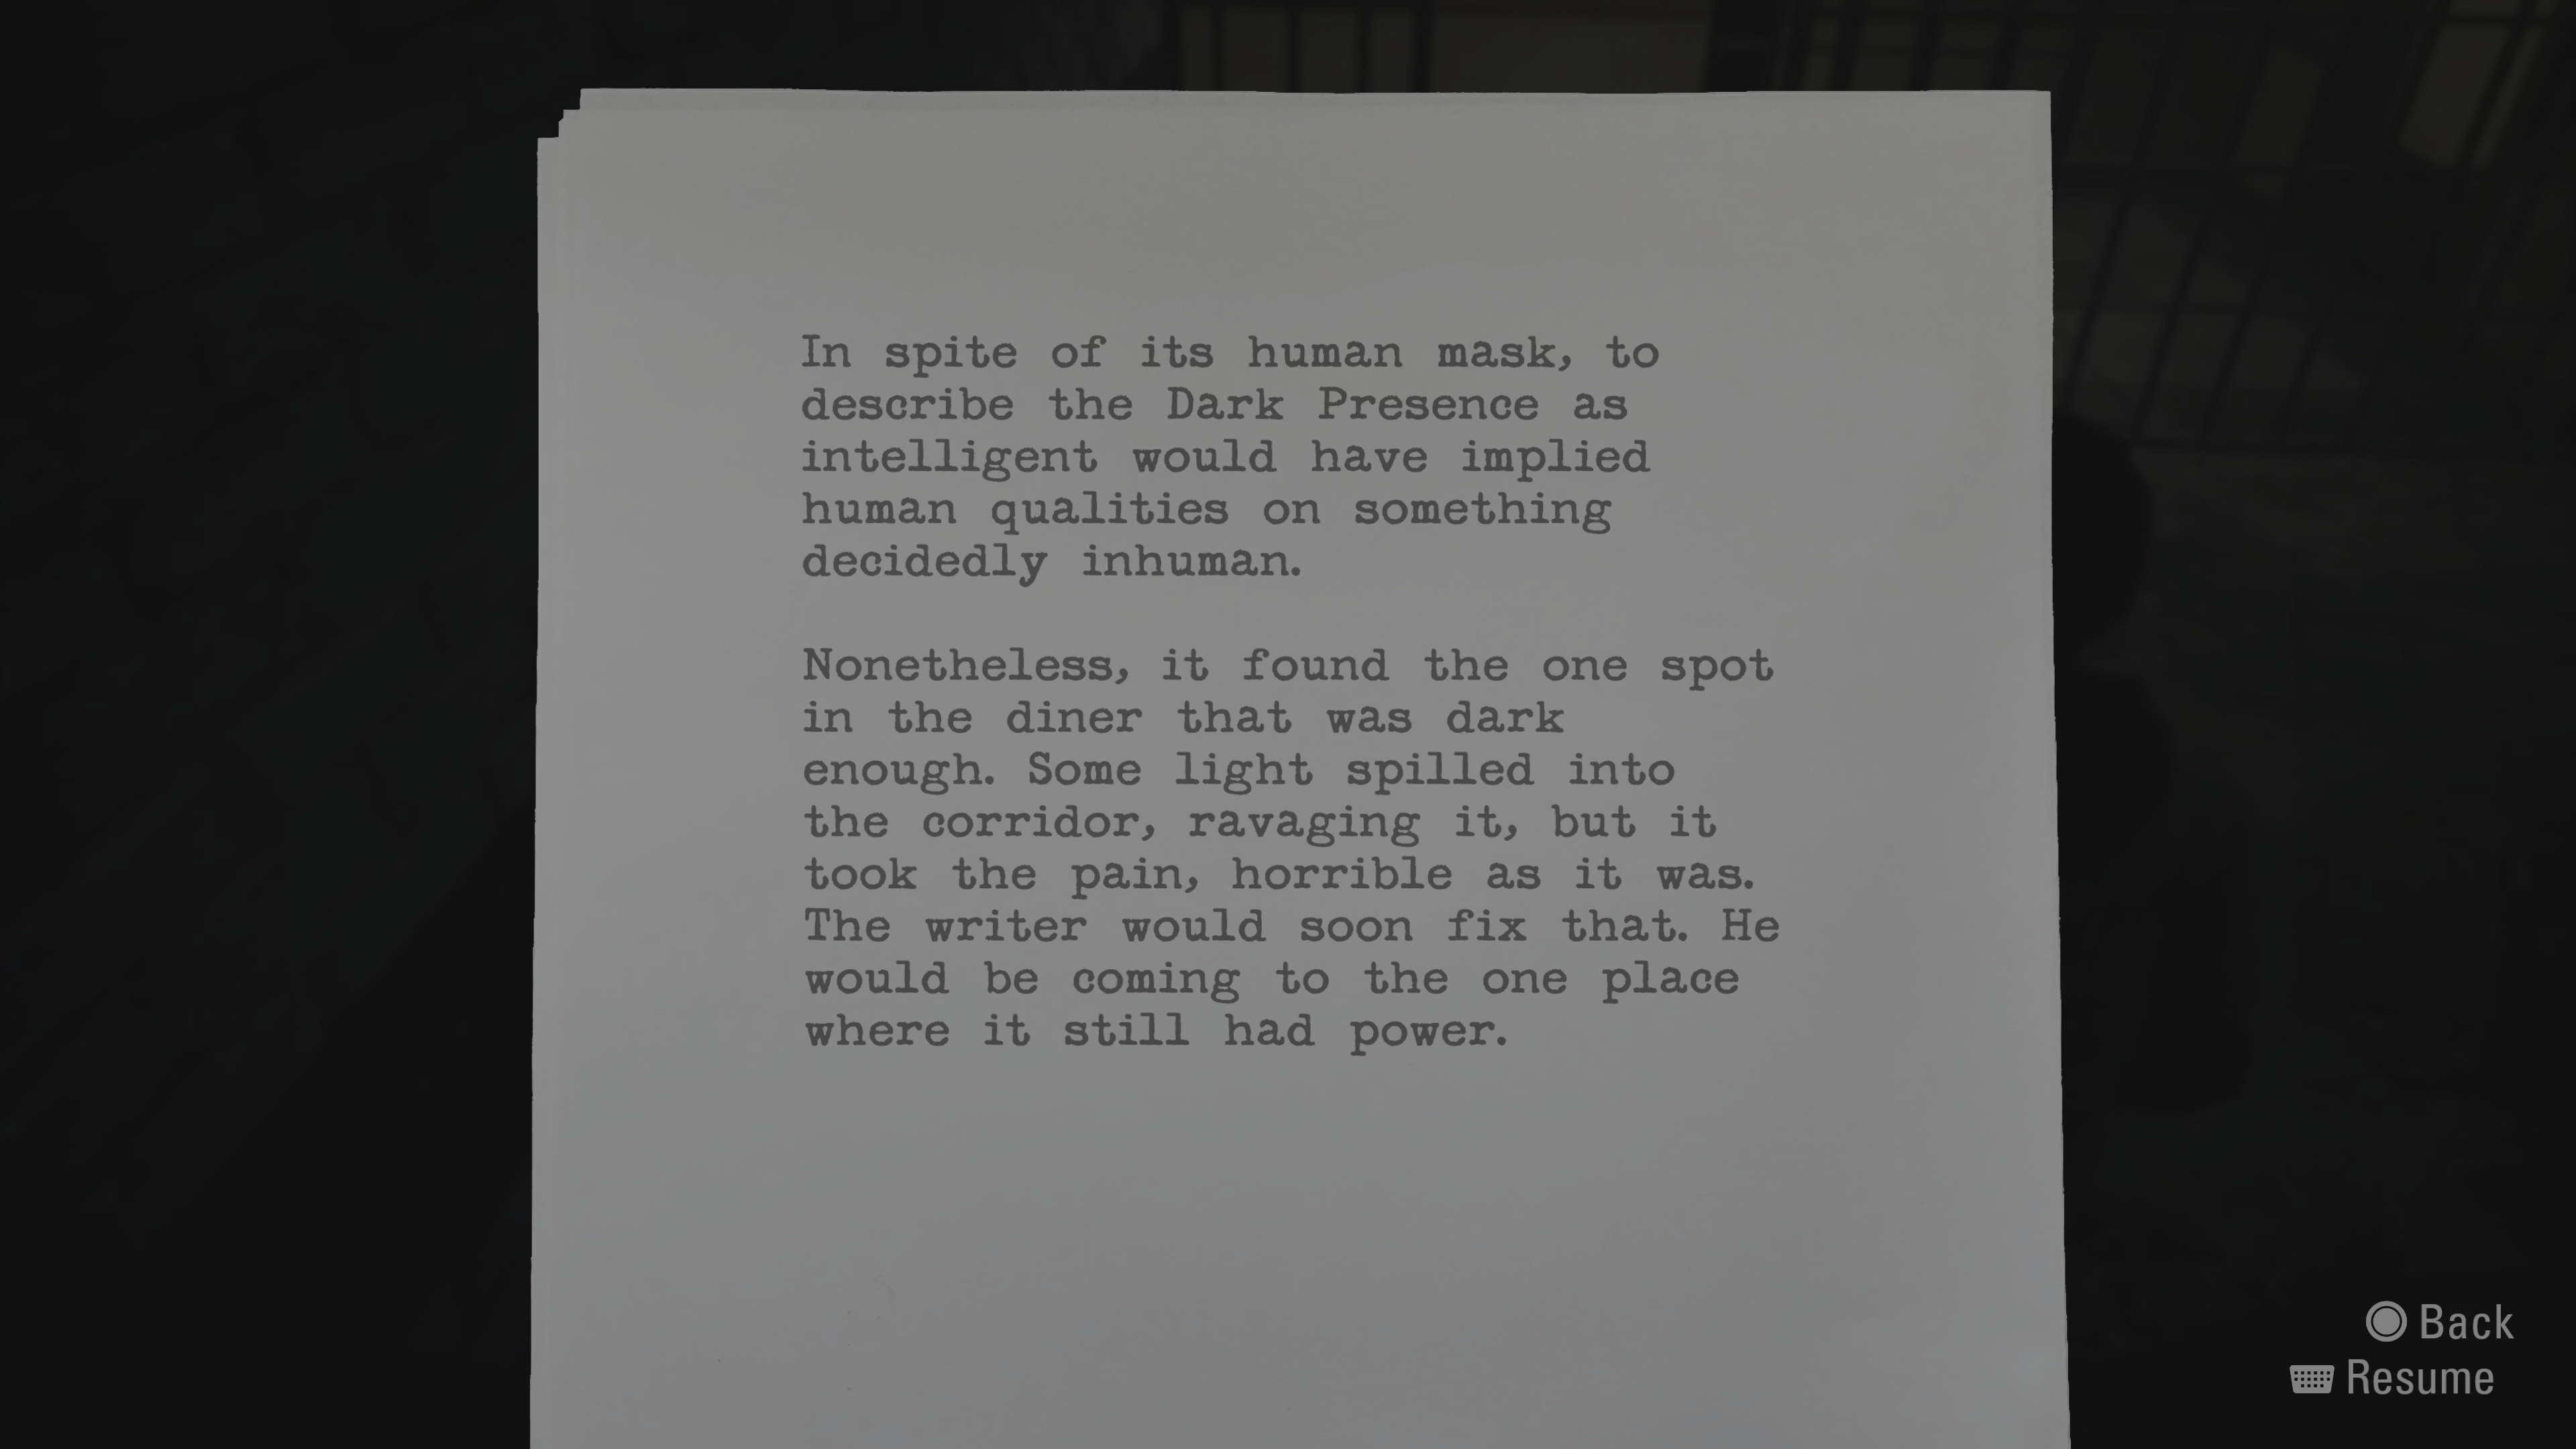 In spite of its human mask, to
describe the Dark Presence as
intelligent would have implied
human qualities on something
decidedly inhuman.
Nonetheless, it found the one spot
in the diner that was dark
enough. Some light spilled into
the corridor, ravaging it, but it
took the pain, horrible as it was.
The writer would soon fix that. He
would be coming to the one place
where it still had power.
Back
Resume